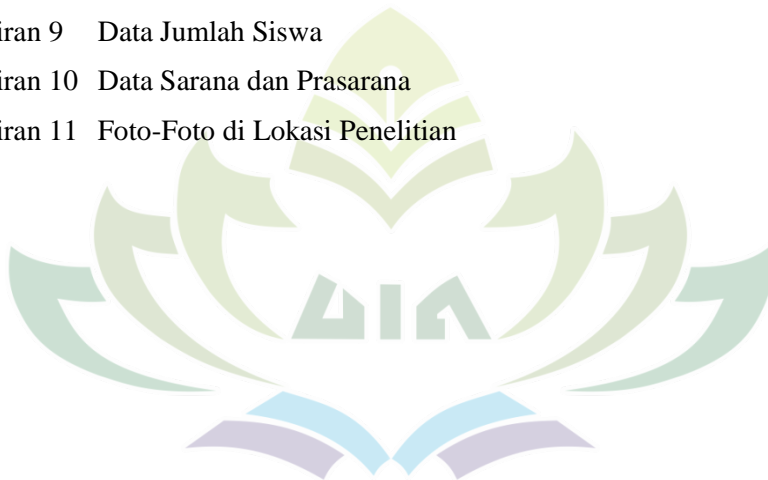 iran 9 Data Jumlah Siswa
iran 10 Data Sarana dan Prasarana
iran 11 Foto-Foto di Lokasi Penelitian